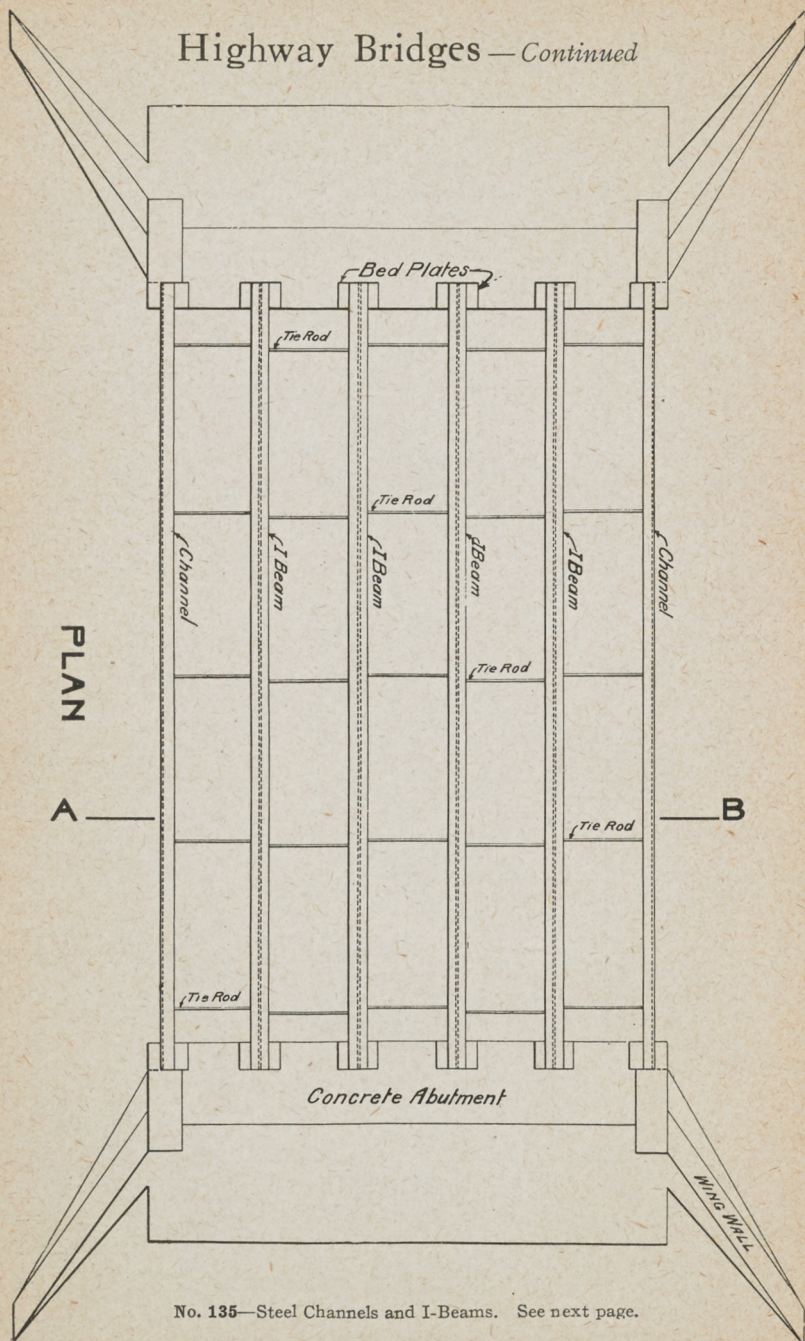 Highway Bridges — Continued
Bed Plates
Tie Rod
Tie Rod
Channel
I Beam
I Beam
I Beam
I Beam
Channel
PLAN
Tie Rod
A
B
Tie Rod
Tie Rod
Concrete Abutment
WING WALL
No. 135—Steel Channels and I-Beams. See next page.